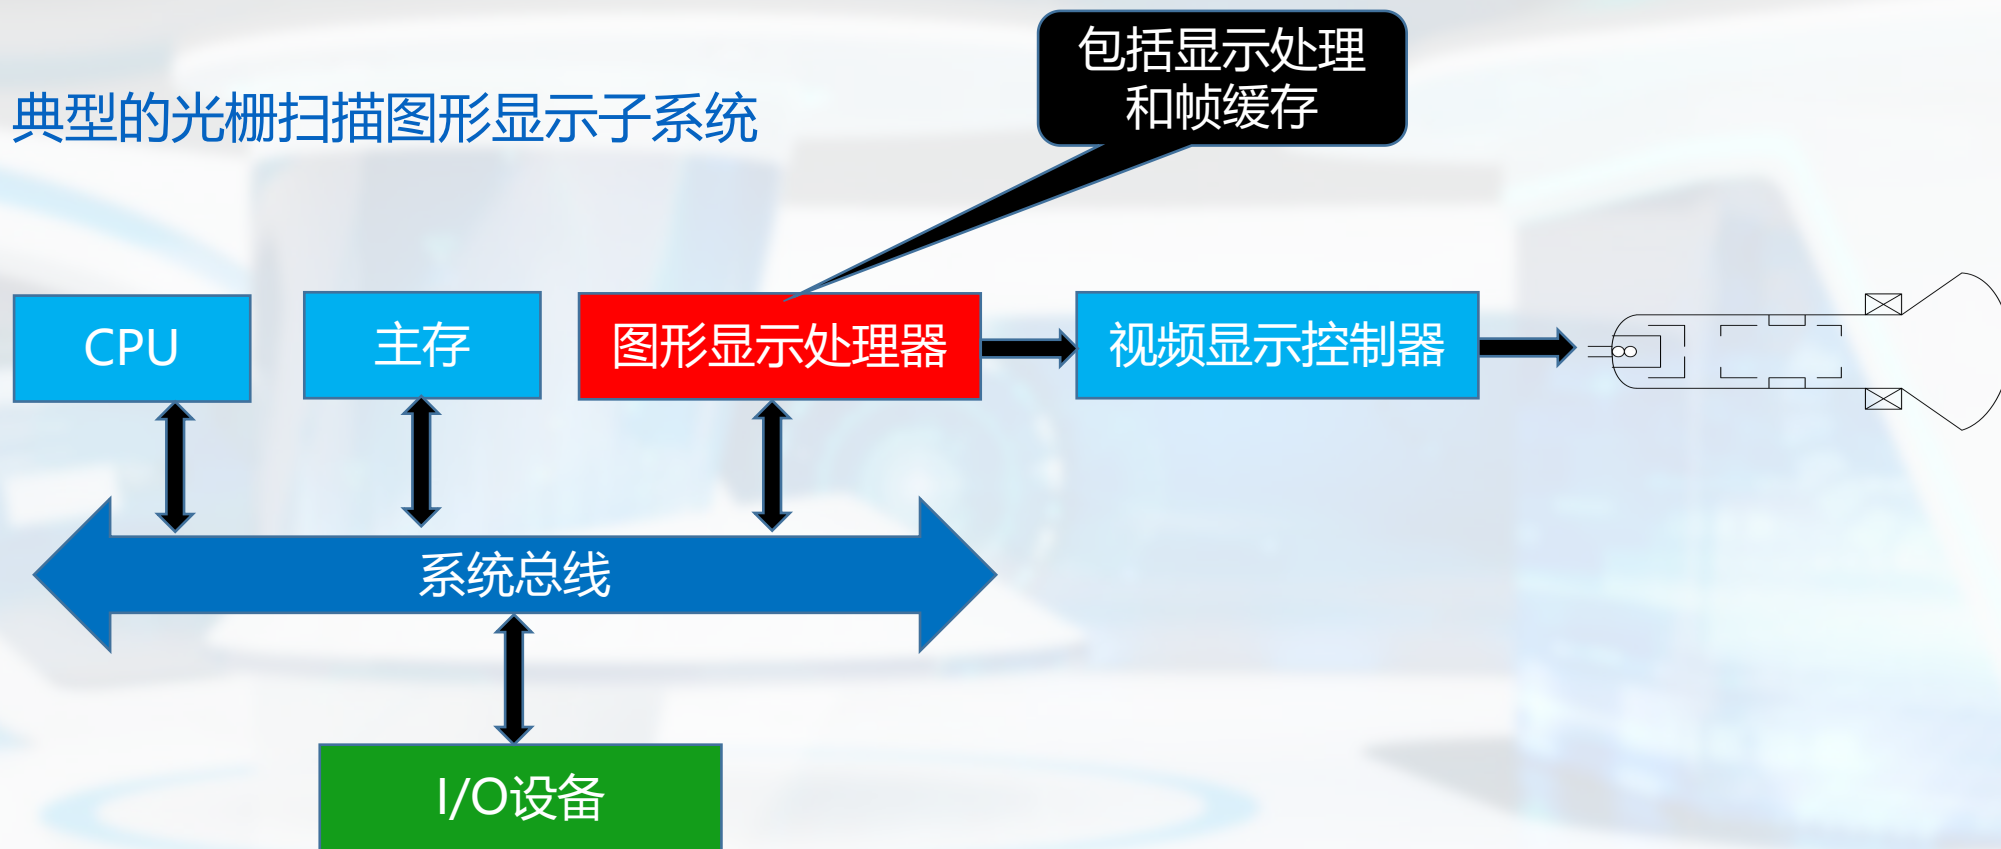 包括显示处理
和帧缓存
典型的光栅扫描图形显示子系统
CPU
主存
图形显示处理器
视频显示控制器
系统总线
I/O设备